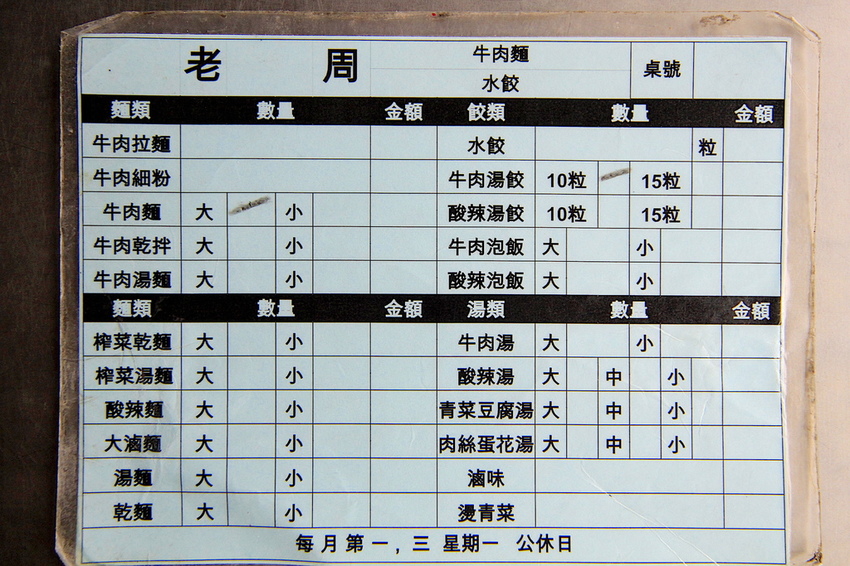 老 周 牛肉麵 桌號
水餃
麵類 數量 金額 餃類 數量 金額
牛肉拉麵 水餃 粒
牛肉細粉 牛肉湯餃 10粒 15粒
牛肉麵 大 小 酸辣湯餃 10粒 15粒
牛肉乾拌 大 小 牛肉泡飯 大 小
牛肉湯麵 大 小 酸辣泡飯 大 小
麵類 數量 金額 湯類 數量 金額
榨菜乾麵 大 小 牛肉湯 大 小
榨菜湯麵 大 小 酸辣湯 大 中 小
酸辣麵 大 小 青菜豆腐湯 大 中 小
大滷麵 大 小 肉絲蛋花湯 大 中 小
湯麵 大 小 滷味
乾麵 大 小 燙青菜
每月第一,三 星期一 公休日